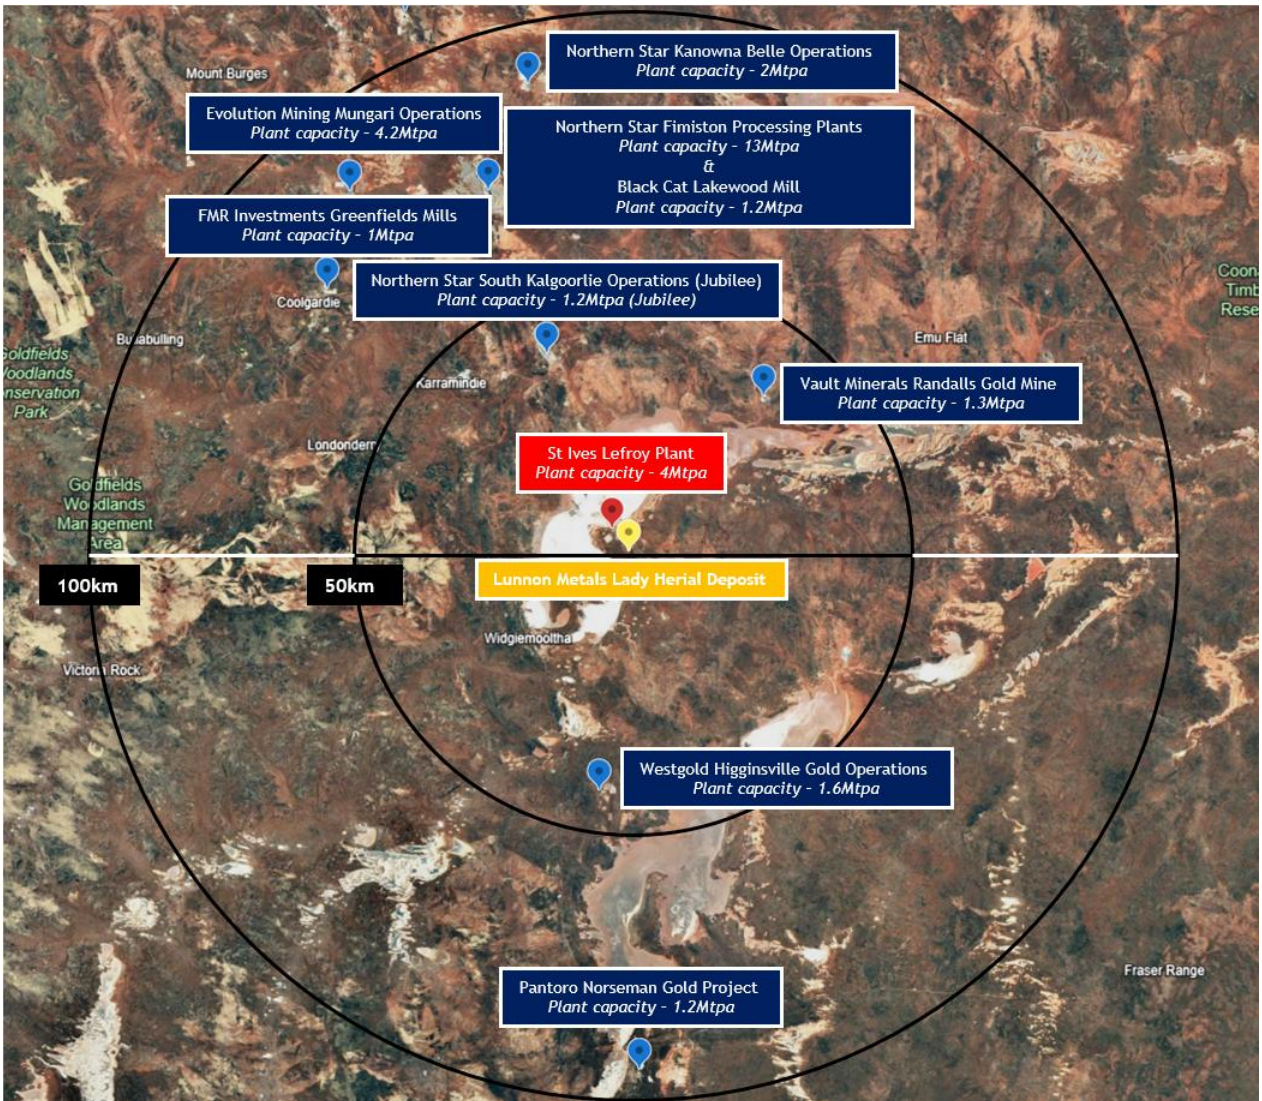 Northern Star Kanowna Belle Operations
Plant capacity – 2Mtpa
Mount Burges
Evolution Mining Mungari Operations
Plant capacity – 4.2Mtpa
Northern Star Fimiston Processing Plants
Plant capacity – 13Mtpa
&
Black Cat Lakewood Mill
Plant capacity – 1.2Mtpa
FMR Investments Greenfields Mills
Plant capacity – 1Mtpa
Northern Star South Kalgoorlie Operations (Jubilee)
Plant capacity – 1.2Mtpa (Jubilee)
Coolgardie
Coona
Timb
Rese
Bullabulling
Emu Flat
Goldfields
Woodlands
Conservation
Park
Karramindie
Vault Minerals Randalls Gold Mine
Plant capacity – 1.3Mtpa
Londonderry
St Ives Lefroy Plant
Plant capacity – 4Mtpa
Goldfields
Woodlands
Management
Area
100km
50km
Lunnon Metals Lady Herial Deposit
Widgiemooltha
Victoria Rock
Westgold Higginsville Gold Operations
Plant capacity – 1.6Mtpa
Fraser Range
Pantoro Norseman Gold Project
Plant capacity – 1.2Mtpa